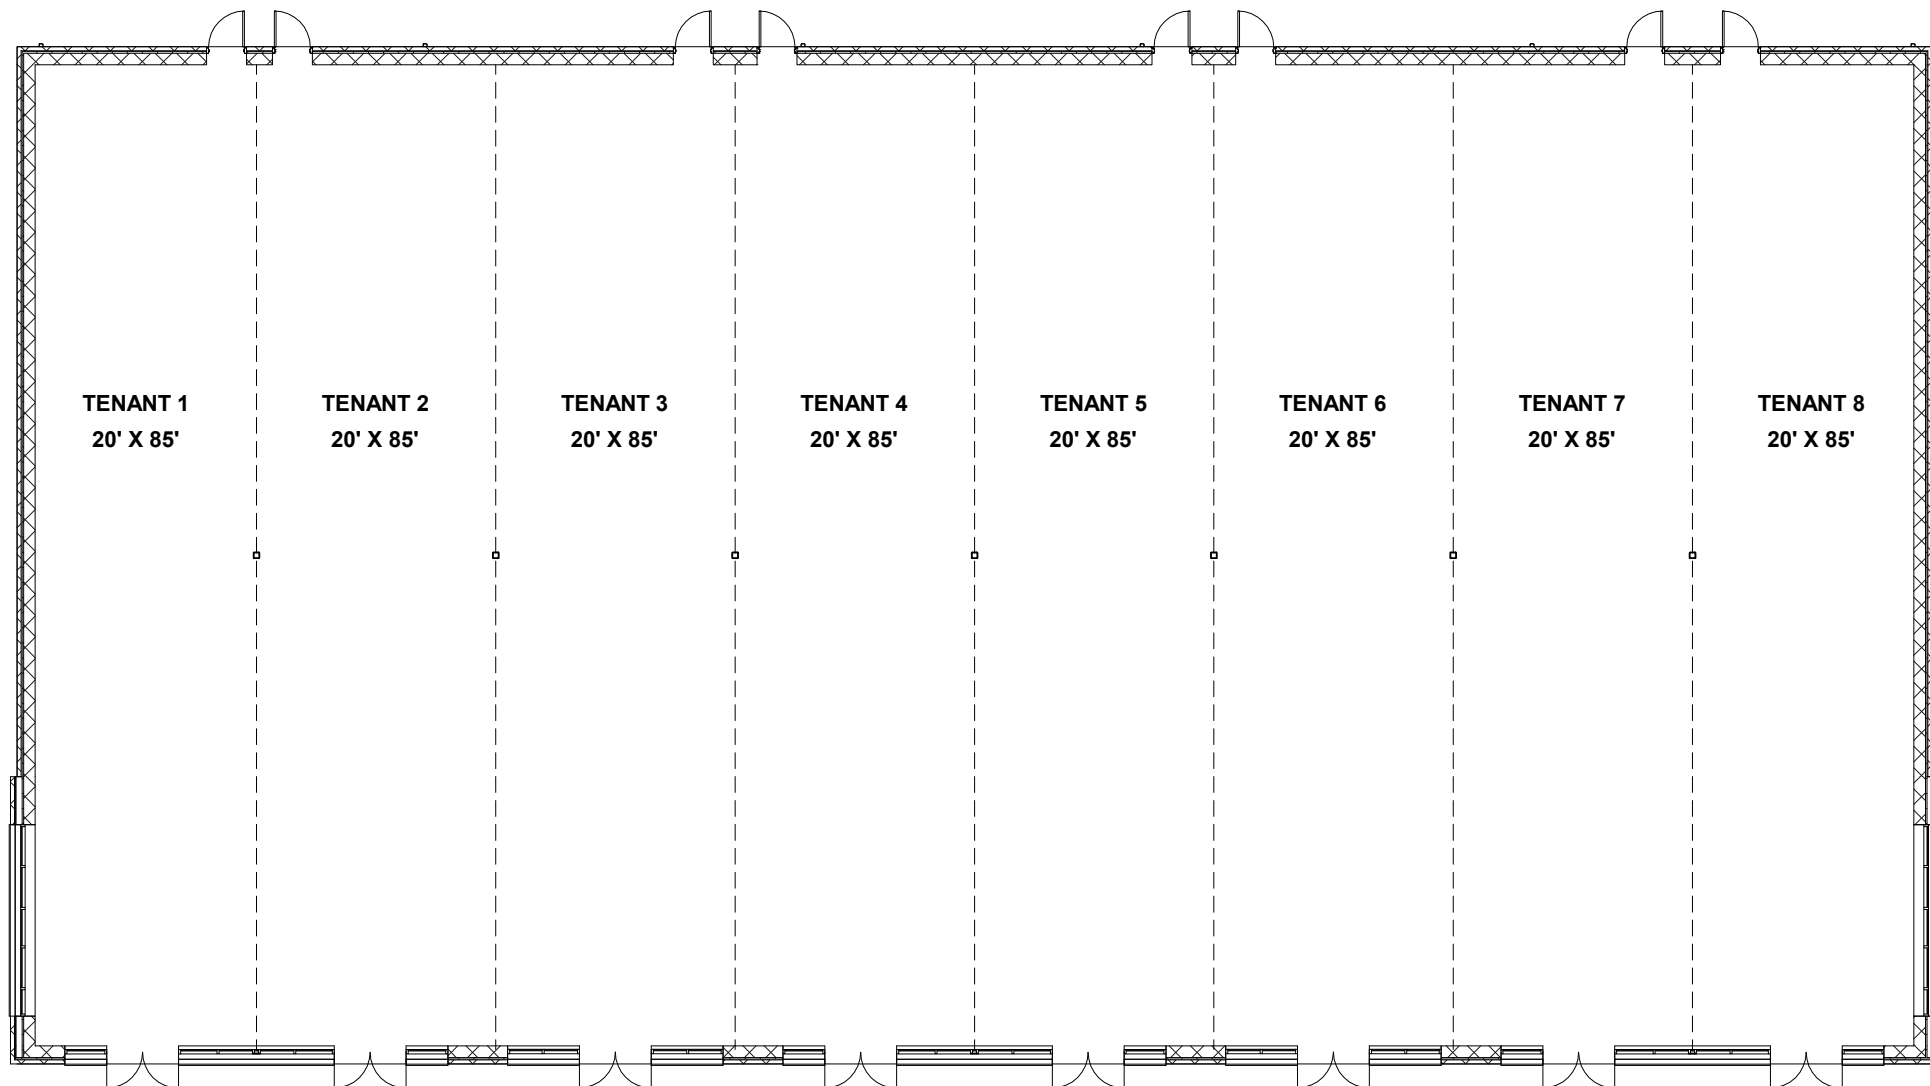 TENANT 1
20' X 85'
TENANT 2
20' X 85'
TENANT 3
20' X 85'
TENANT 4
20' X 85'
TENANT 5
20' X 85'
TENANT 6
20' X 85'
TENANT 7
20' X 85'
TENANT 8
20' X 85'